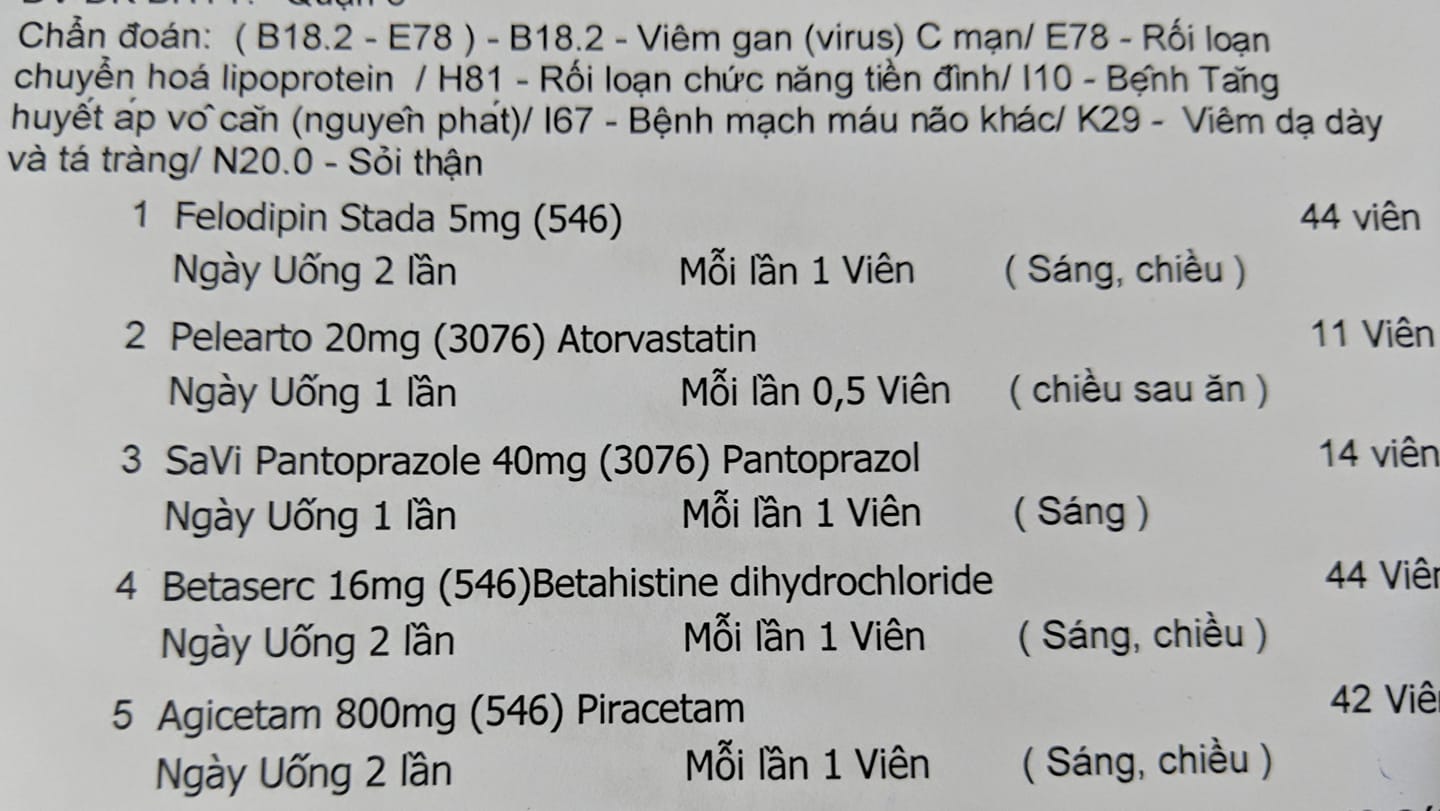 Chẩn đoán: ( B18.2 - E78 ) - B18.2 - Viêm gan (virus) C mạn/ E78 - Rối loạn
chuyển hoá lipoprotein / H81 - Rối loạn chức năng tiền đình/ I10 - Bệnh Tăng
huyết áp vô căn (nguyên phát)/ I67 - Bệnh mạch máu não khác/ K29 - Viêm dạ dày
và tá tràng/ N20.0 - Sỏi thận
1 Felodipin Stada 5mg (546) 44 viên
Ngày Uống 2 lần Mỗi lần 1 Viên ( Sáng, chiều )
2 Pelearto 20mg (3076) Atorvastatin 11 Viên
Ngày Uống 1 lần Mỗi lần 0,5 Viên ( chiều sau ăn )
3 SaVi Pantoprazole 40mg (3076) Pantoprazol 14 viên
Ngày Uống 1 lần Mỗi lần 1 Viên ( Sáng )
4 Betaserc 16mg (546)Betahistine dihydrochloride 44 Viên
Ngày Uống 2 lần Mỗi lần 1 Viên ( Sáng, chiều )
5 Agicetam 800mg (546) Piracetam 42 Viê
Ngày Uống 2 lần Mỗi lần 1 Viên ( Sáng, chiều )